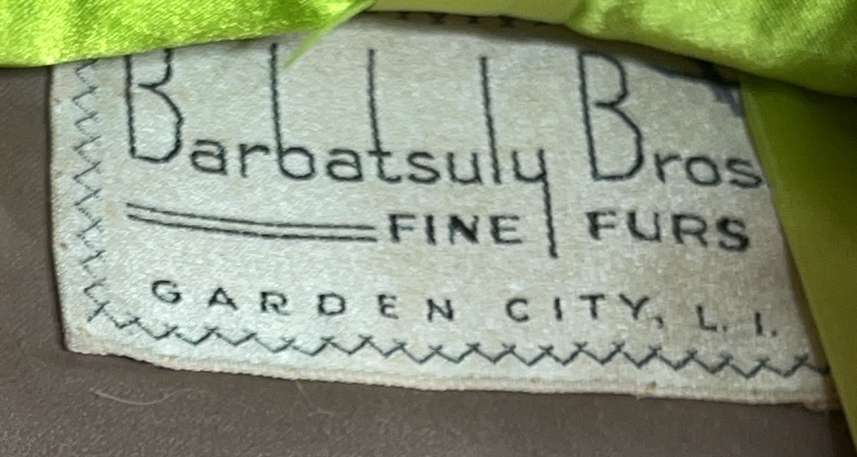 Barbatsuly Bros
FINE FURS
GARDEN CITY, L. I.